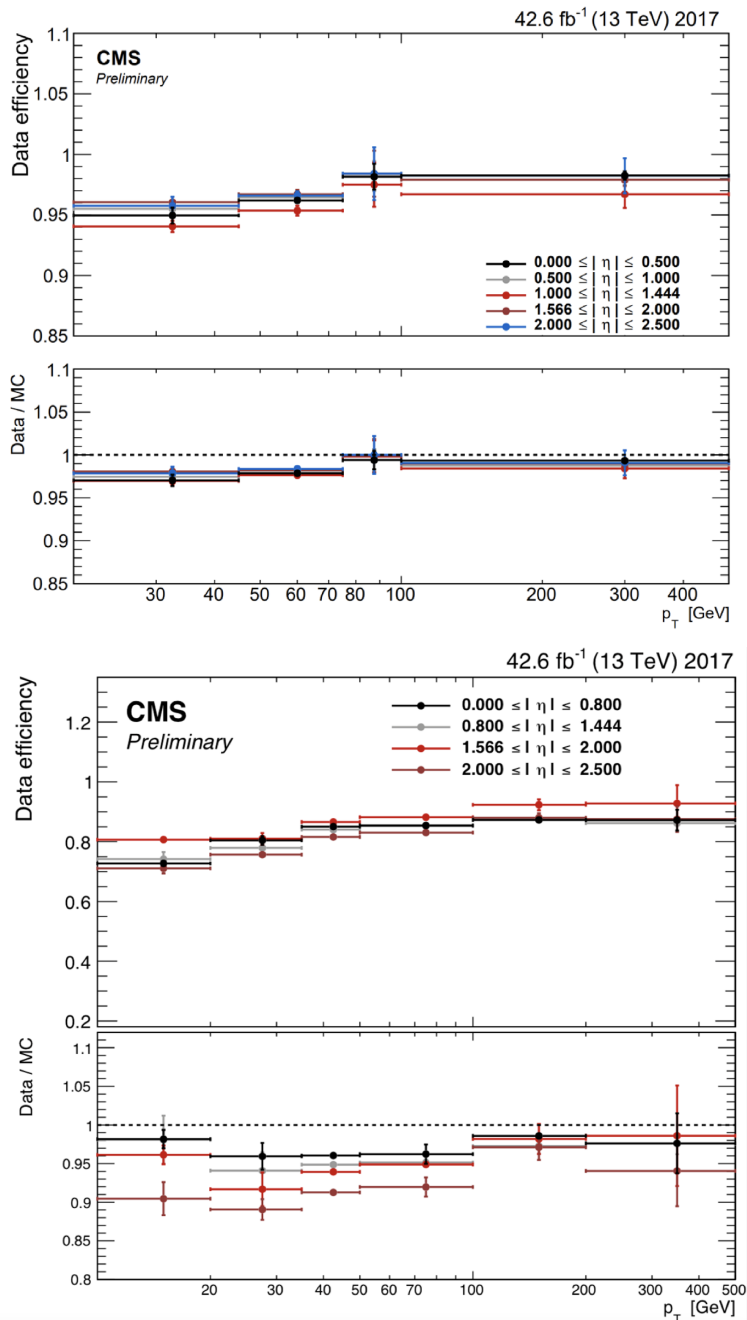 42.6 fb⁻¹ (13 TeV) 2017
1.1
CMS
Preliminary
1.05
1
0.95
0.9
0.85
Data efficiency
0.000 ≤ | η | ≤ 0.500
0.500 ≤ | η | ≤ 1.000
1.000 ≤ | η | ≤ 1.444
1.566 ≤ | η | ≤ 2.000
2.000 ≤ | η | ≤ 2.500
1.1
1.05
1
0.95
0.9
0.85
Data / MC
30 40 50 60 70 80 100 200 300 400
p_T [GeV]
42.6 fb⁻¹ (13 TeV) 2017
CMS
Preliminary
0.000 ≤ | η | ≤ 0.800
0.800 ≤ | η | ≤ 1.444
1.566 ≤ | η | ≤ 2.000
2.000 ≤ | η | ≤ 2.500
1.2
1
0.8
0.6
0.4
0.2
Data efficiency
1.1
1.05
1
0.95
0.9
0.85
0.8
Data / MC
20 30 40 50 60 100 200 300 400 500
p_T [GeV]